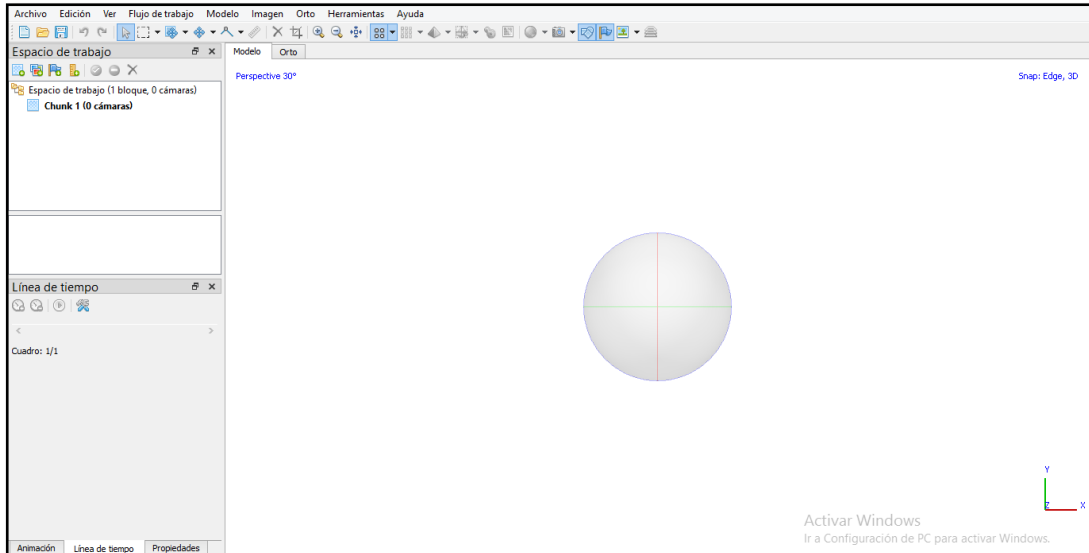 Archivo Edición Ver Flujo de trabajo Modelo Imagen Orto Herramientas Ayuda
Espacio de trabajo
Modelo Orto
Perspective 30°
Snap: Edge, 3D
Espacio de trabajo (1 bloque, 0 cámaras)
Chunk 1 (0 cámaras)
Línea de tiempo
Cuadro: 1/1
Y
Z X
Activar Windows
Ir a Configuración de PC para activar Windows.
Animación Línea de tiempo Propiedades